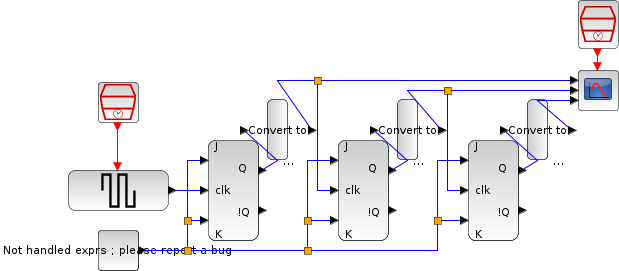 Convert to
Convert to
Convert to
J
J
J
...
...
...
Q
Q
Q
clk
clk
clk
!Q
!Q
!Q
K
K
K
Not handled exprs ; please report a bug